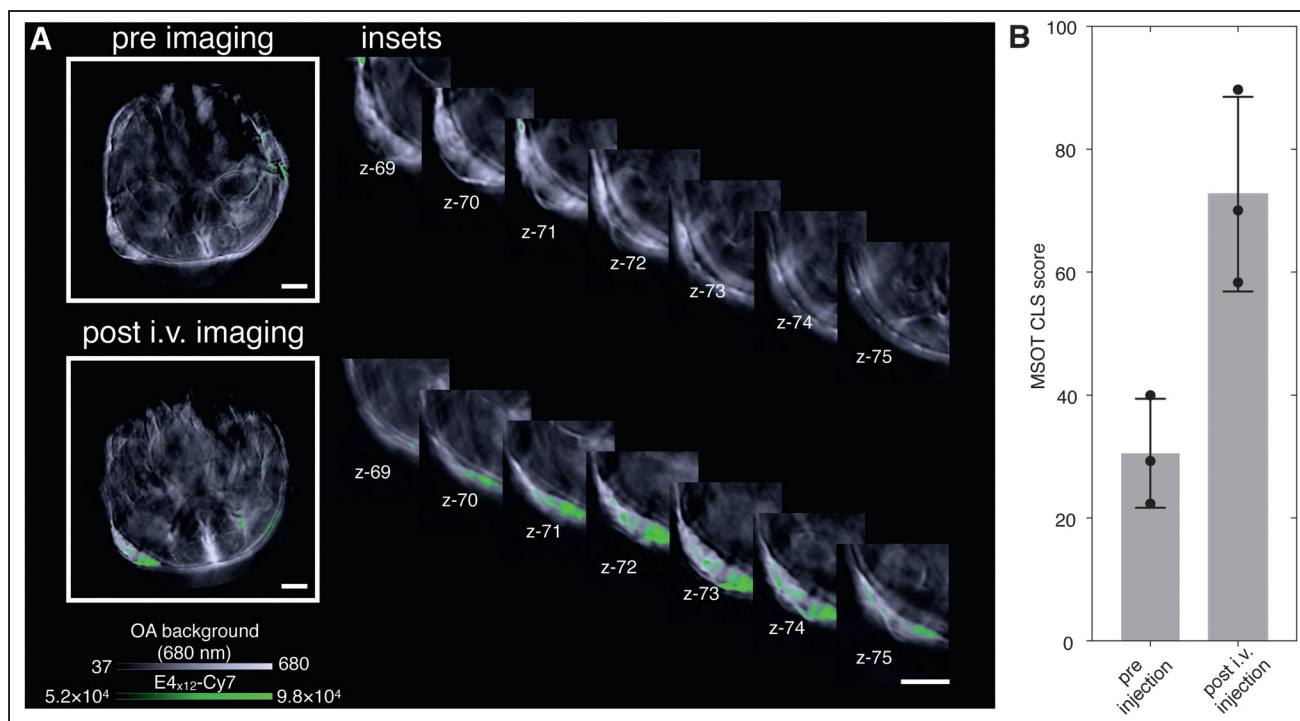 A
pre imaging
insets
z-69
z-70
z-71
z-72
z-73
z-74
z-75
post i.v. imaging
z-69
z-70
z-71
z-72
z-73
z-74
z-75
OA background
(680 nm)
37 680
E4x12-Cy7
5.2×10⁴ 9.8×10⁴
B
MSOT CLS score
100
80
60
40
20
0
pre
injection
post i.v.
injection